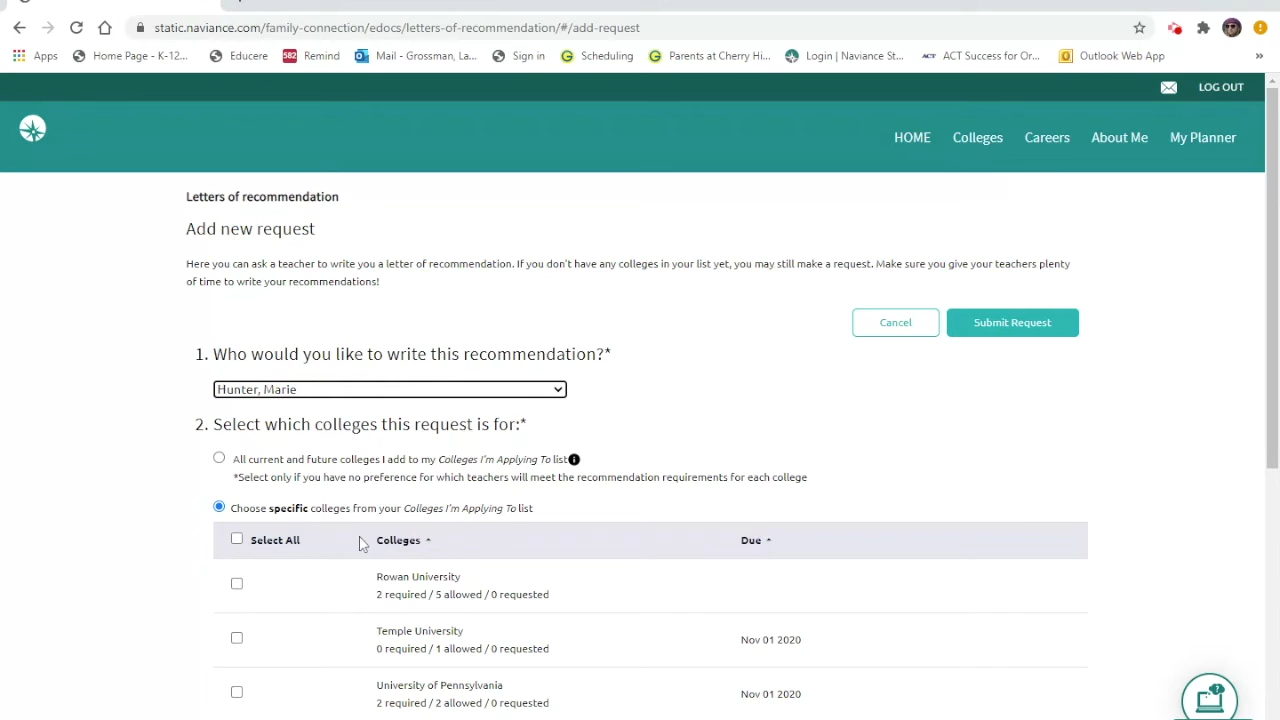 static.naviance.com/family-connection/edocs/letters-of-recommendation/#/add-request
Apps Home Page - K-12... Educere 582 Remind Mail - Grossman, La... Sign in Scheduling Parents at Cherry Hi... Login | Naviance St... ACT ACT Success for Or... Outlook Web App »
LOG OUT
HOME Colleges Careers About Me My Planner
Letters of recommendation
Add new request
Here you can ask a teacher to write you a letter of recommendation. If you don't have any colleges in your list yet, you may still make a request. Make sure you give your teachers plenty
of time to write your recommendations!
Cancel Submit Request
1. Who would you like to write this recommendation?*
Hunter, Marie
2. Select which colleges this request is for:*
All current and future colleges I add to my Colleges I'm Applying To list
*Select only if you have no preference for which teachers will meet the recommendation requirements for each college
Choose specific colleges from your Colleges I'm Applying To list
Select All Colleges Due
Rowan University
2 required / 5 allowed / 0 requested
Temple University
0 required / 1 allowed / 0 requested
Nov 01 2020
University of Pennsylvania
2 required / 2 allowed / 0 requested
Nov 01 2020